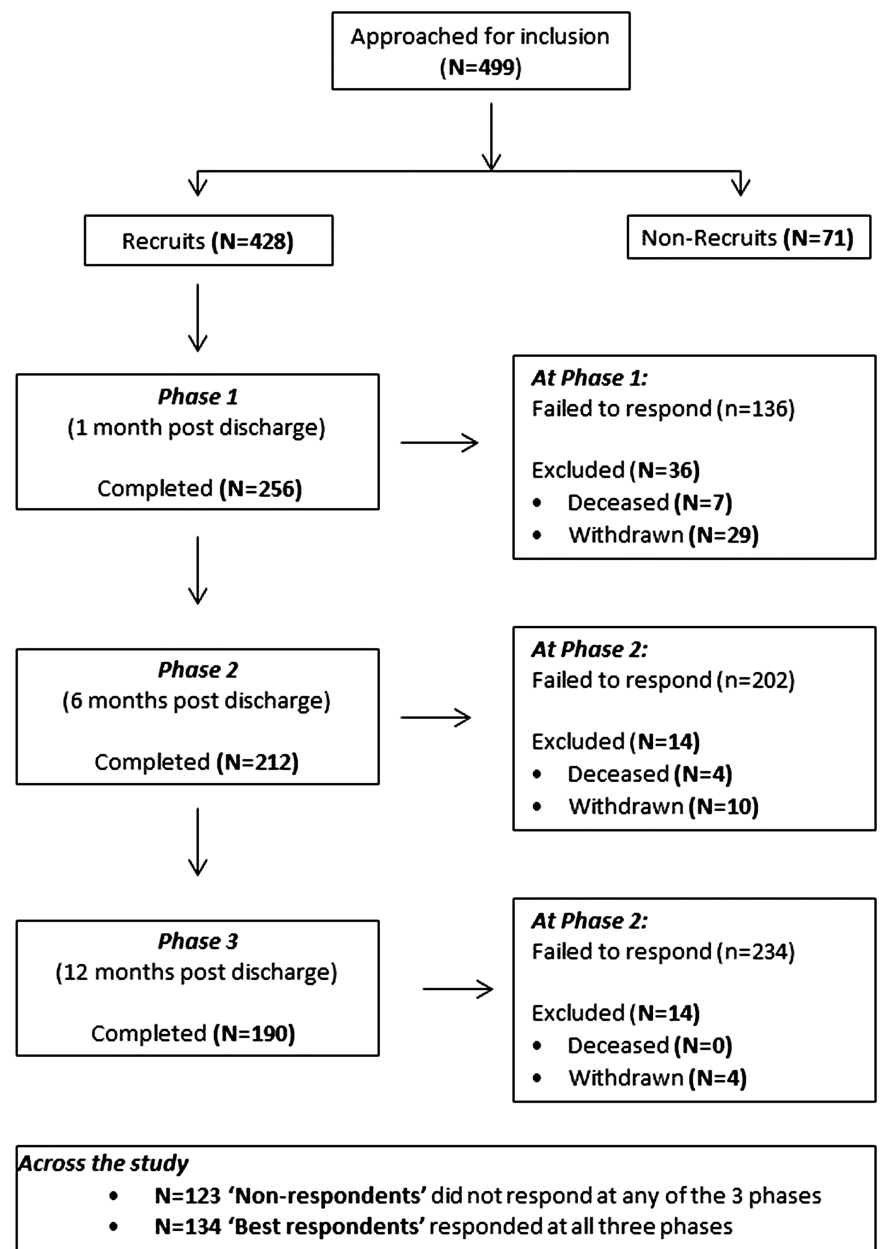 Approached for inclusion
(N=499)
Recruits (N=428)
Non-Recruits (N=71)
Phase 1
(1 month post discharge)
Completed (N=256)
At Phase 1:
Failed to respond (n=136)
Excluded (N=36)
• Deceased (N=7)
• Withdrawn (N=29)
Phase 2
(6 months post discharge)
Completed (N=212)
At Phase 2:
Failed to respond (n=202)
Excluded (N=14)
• Deceased (N=4)
• Withdrawn (N=10)
Phase 3
(12 months post discharge)
Completed (N=190)
At Phase 2:
Failed to respond (n=234)
Excluded (N=14)
• Deceased (N=0)
• Withdrawn (N=4)
Across the study
• N=123 ‘Non-respondents’ did not respond at any of the 3 phases
• N=134 ‘Best respondents’ responded at all three phases